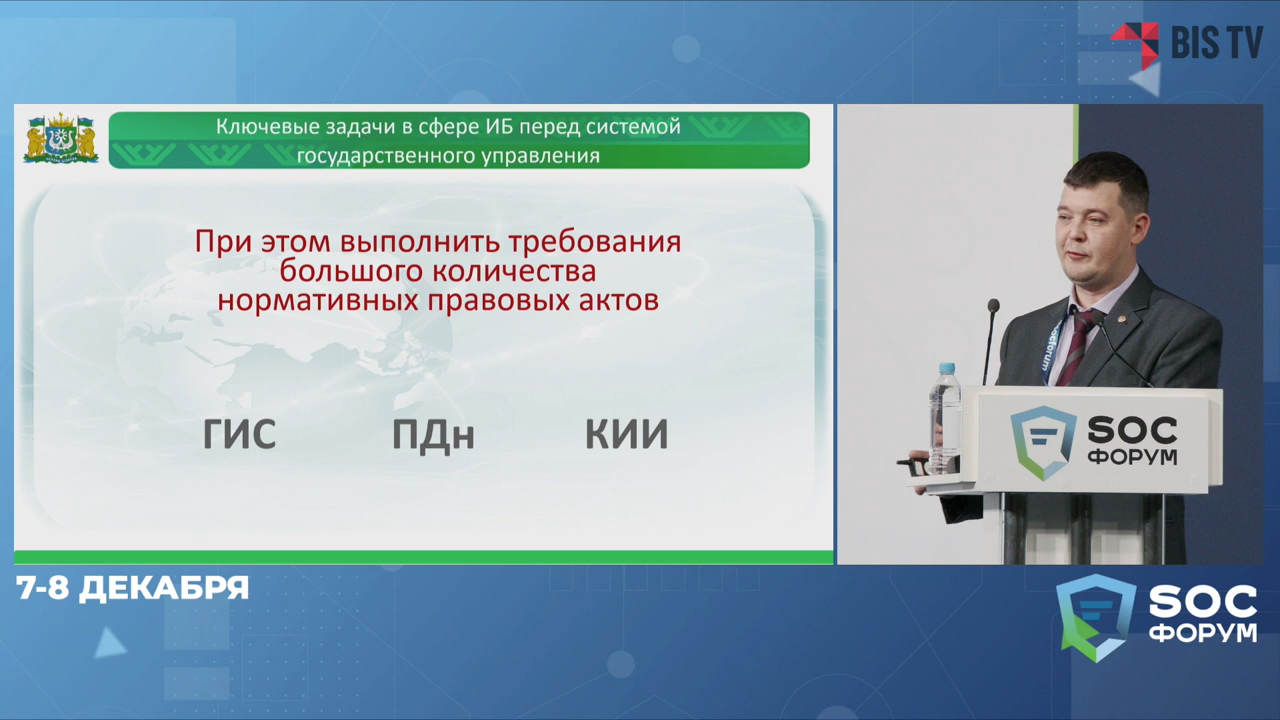 BIS TV
Ключевые задачи в сфере ИБ перед системой
государственного управления
При этом выполнить требования
большого количества
нормативных правовых актов
ГИС ПДн КИИ
socforum
SOC
ФОРУМ
7-8 ДЕКАБРЯ
SOC
ФОРУМ